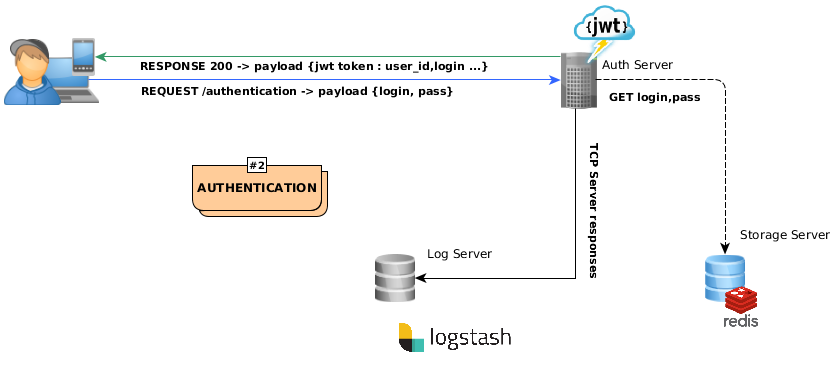 {jwt}
RESPONSE 200 -> payload {jwt token : user_id,login ...}
Auth Server
REQUEST /authentication -> payload {login, pass}
GET login,pass
#2
AUTHENTICATION
TCP Server responses
Storage Server
Log Server
redis
logstash